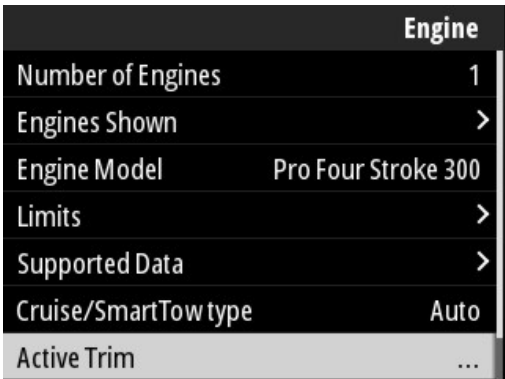 Engine
Number of Engines 1
Engines Shown >
Engine Model Pro Four Stroke 300
Limits >
Supported Data >
Cruise/SmartTow type Auto
Active Trim ...